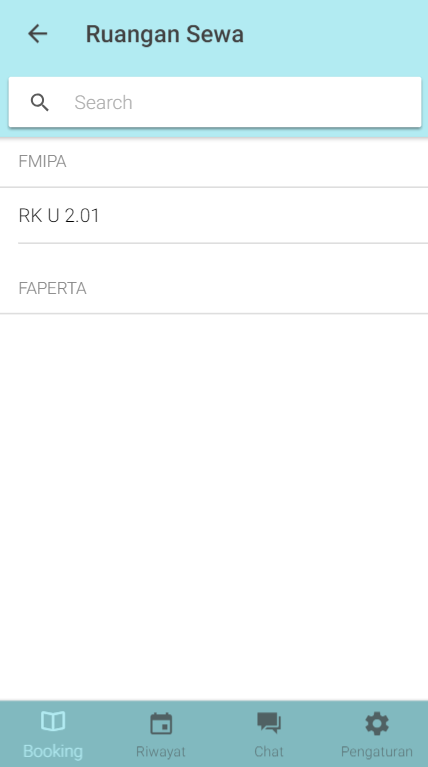 Ruangan Sewa
Search
FMIPA
RK U 2.01
FAPERTA
Booking
Riwayat
Chat
Pengaturan